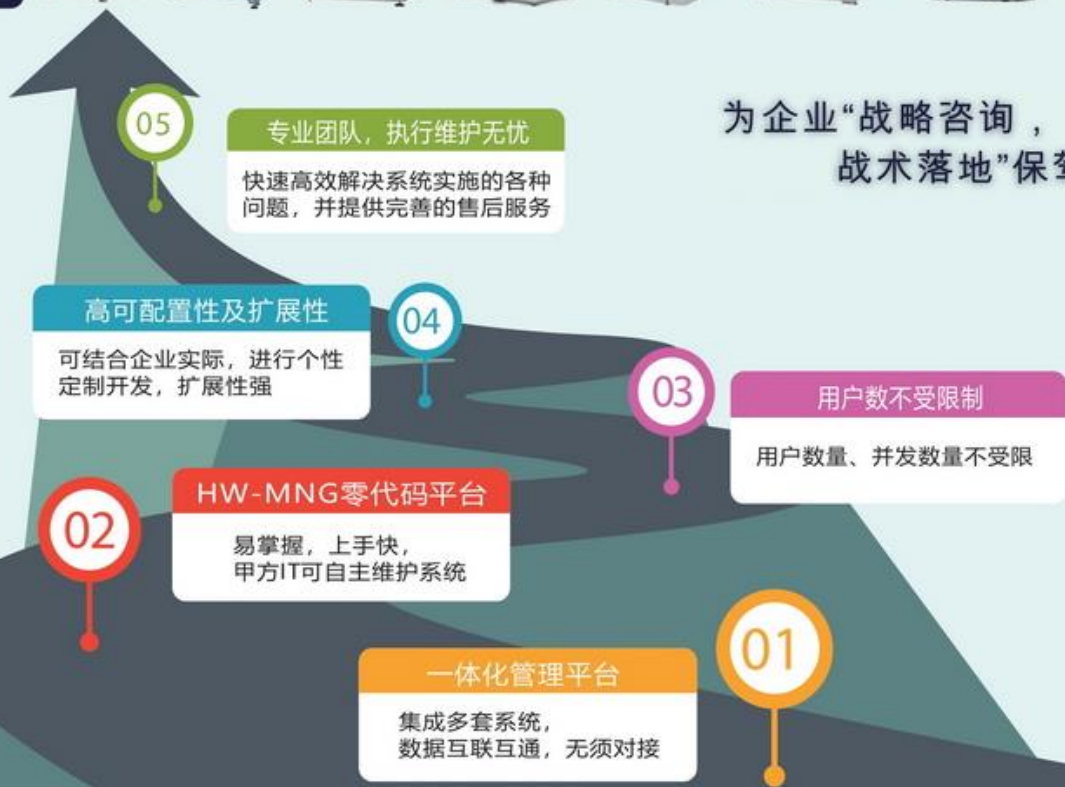 05
专业团队，执行维护无忧
快速高效解决系统实施的各种
问题，并提供完善的售后服务
为企业“战略咨询，
战术落地”保驾
高可配置性及扩展性
04
可结合企业实际，进行个性
定制开发，扩展性强
03
用户数不受限制
用户数量、并发数量不受限
02
HW-MNG零代码平台
易掌握，上手快，
甲方IT可自主维护系统
01
一体化管理平台
集成多套系统，
数据互联互通，无须对接